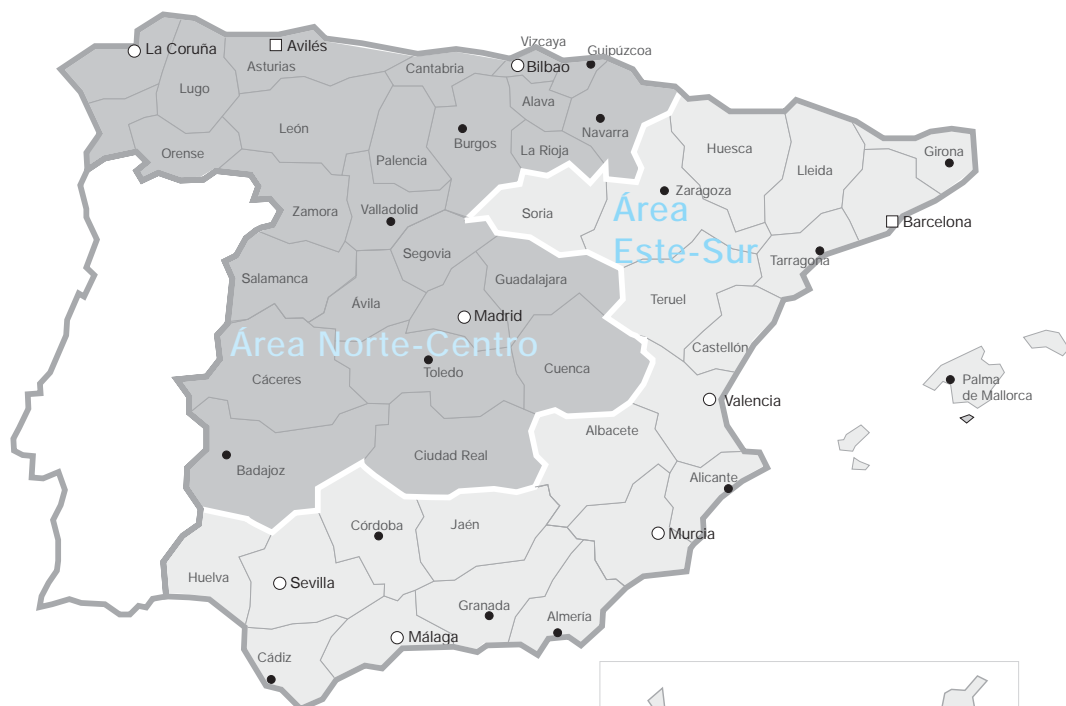 Vizcaya
La Coruña
Avilés
Guipúzcoa
Asturias
Cantabria
Bilbao
Lugo
Alava
León
Burgos
Navarra
Huesca
Girona
Orense
Palencia
La Rioja
Lleida
Zaragoza
Zamora
Valladolid
Soria
Área
Este-Sur
Barcelona
Segovia
Tarragona
Salamanca
Guadalajara
Ávila
Teruel
Madrid
Área Norte-Centro
Castellón
Cáceres
Toledo
Cuenca
Palma
de Mallorca
Valencia
Albacete
Ciudad Real
Badajoz
Alicante
Córdoba
Jaén
Murcia
Huelva
Sevilla
Granada
Almería
Málaga
Cádiz